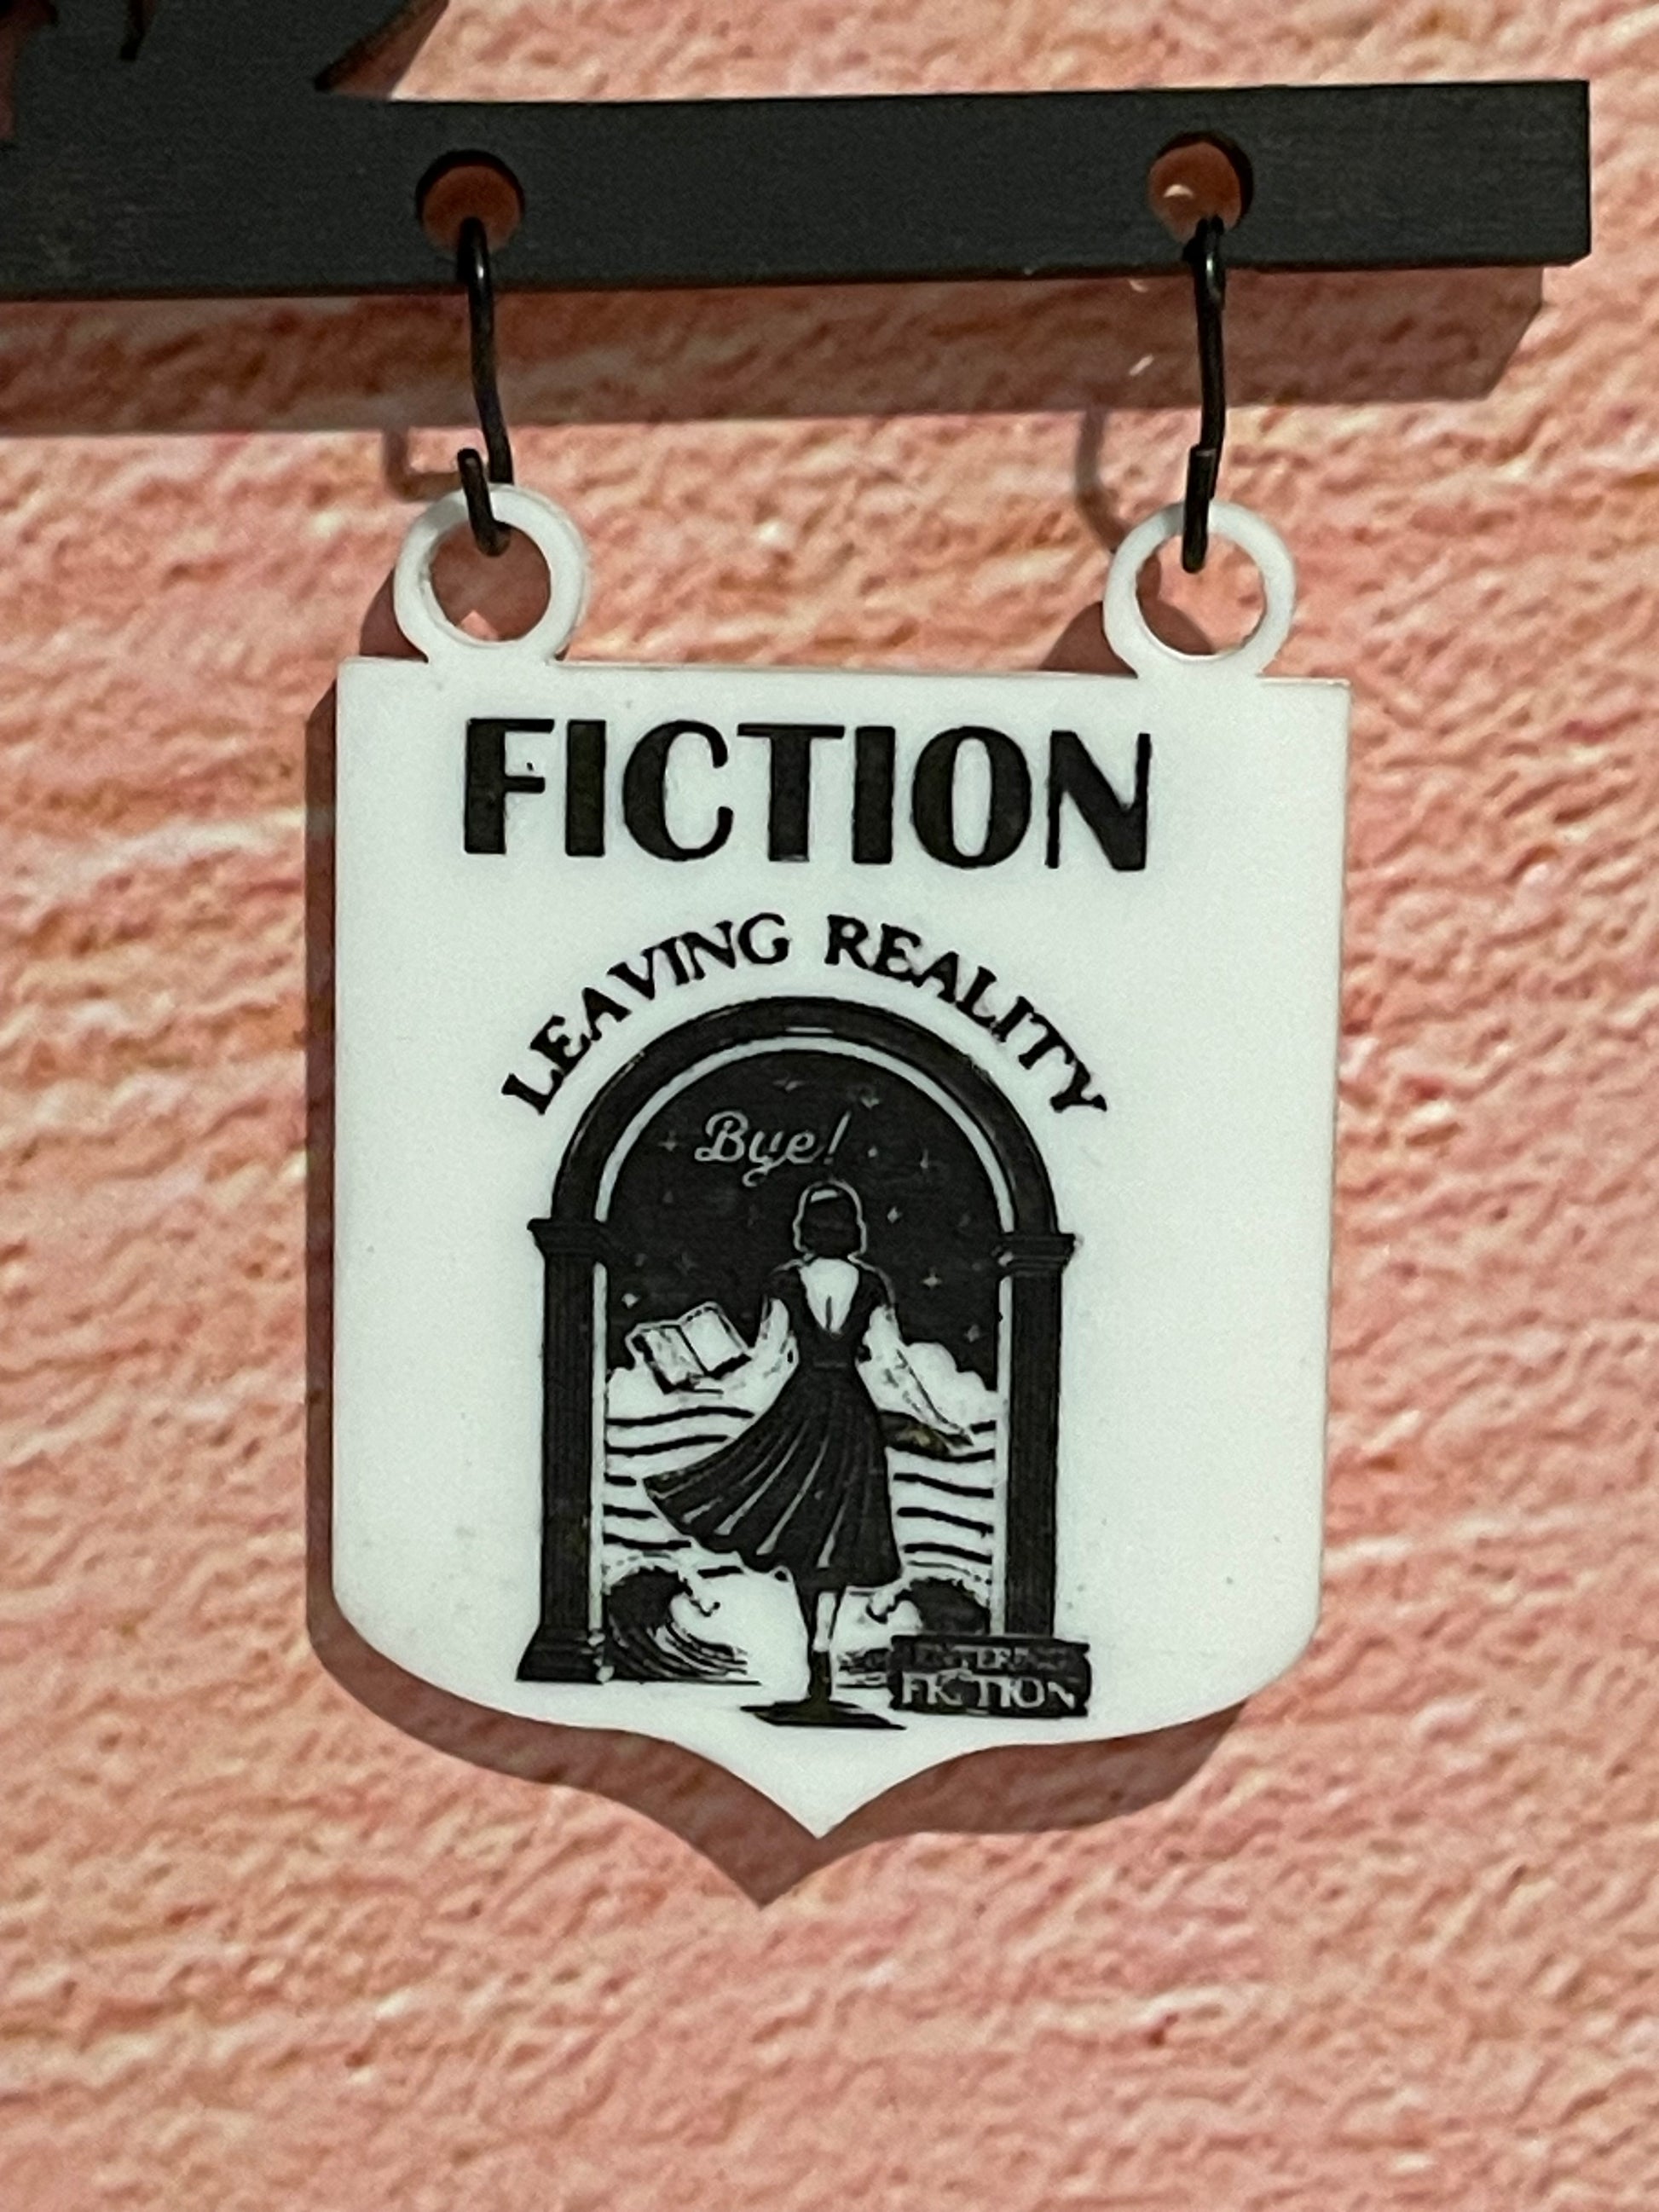 FICTION
LEAVING REALITY
Bye!
ENTERING
FICTION